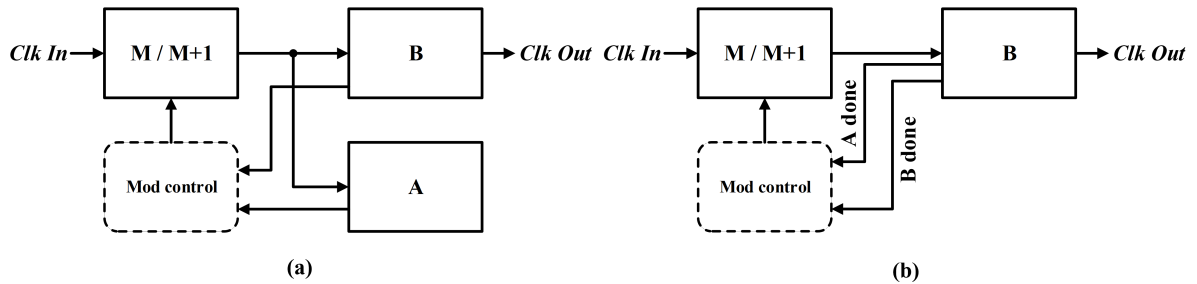 Clk In
M / M+1
B
Clk Out
Mod control
A
(a)
Clk In
M / M+1
B
Clk Out
A done
B done
Mod control
(b)